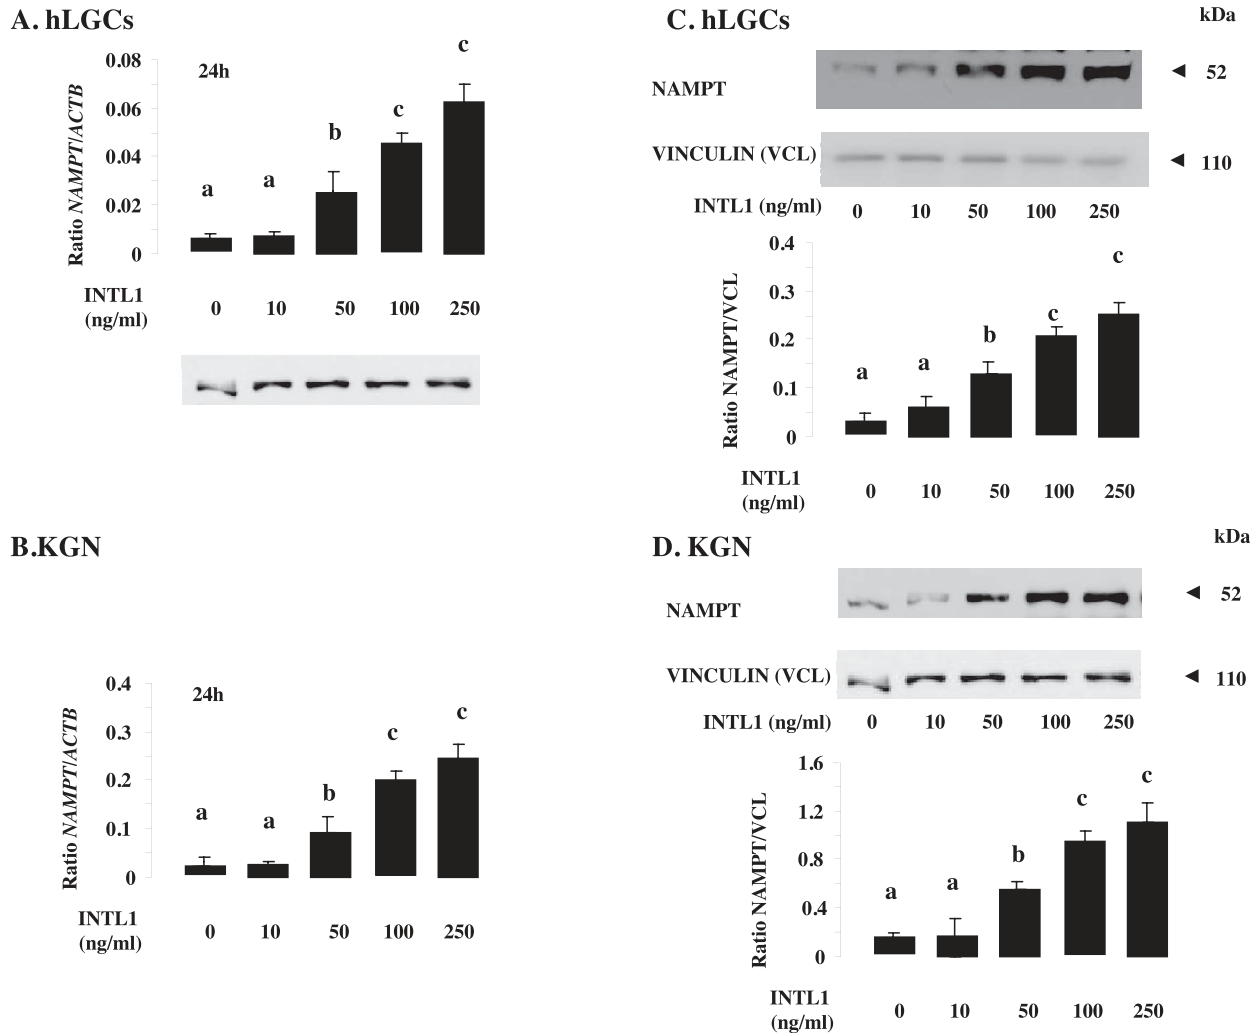 A. hLGCs
24h
Ratio NAMPT/ACTB
0.08
0.06
0.04
0.02
0
a a b c c
INTL1
(ng/ml)
0 10 50 100 250
C. hLGCs
kDa
NAMPT
52
VINCULIN (VCL)
110
INTL1 (ng/ml)
0 10 50 100 250
Ratio NAMPT/VCL
0.4
0.3
0.2
0.1
0
a a b c c
INTL1
(ng/ml)
0 10 50 100 250
B.KGN
24h
Ratio NAMPT/ACTB
0.4
0.3
0.2
0.1
0
a a b c c
INTL1
(ng/ml)
0 10 50 100 250
D. KGN
kDa
NAMPT
52
VINCULIN (VCL)
110
INTL1 (ng/ml)
0 10 50 100 250
Ratio NAMPT/VCL
1.6
1.2
0.8
0.4
0
a a b c c
INTL1
(ng/ml)
0 10 50 100 250